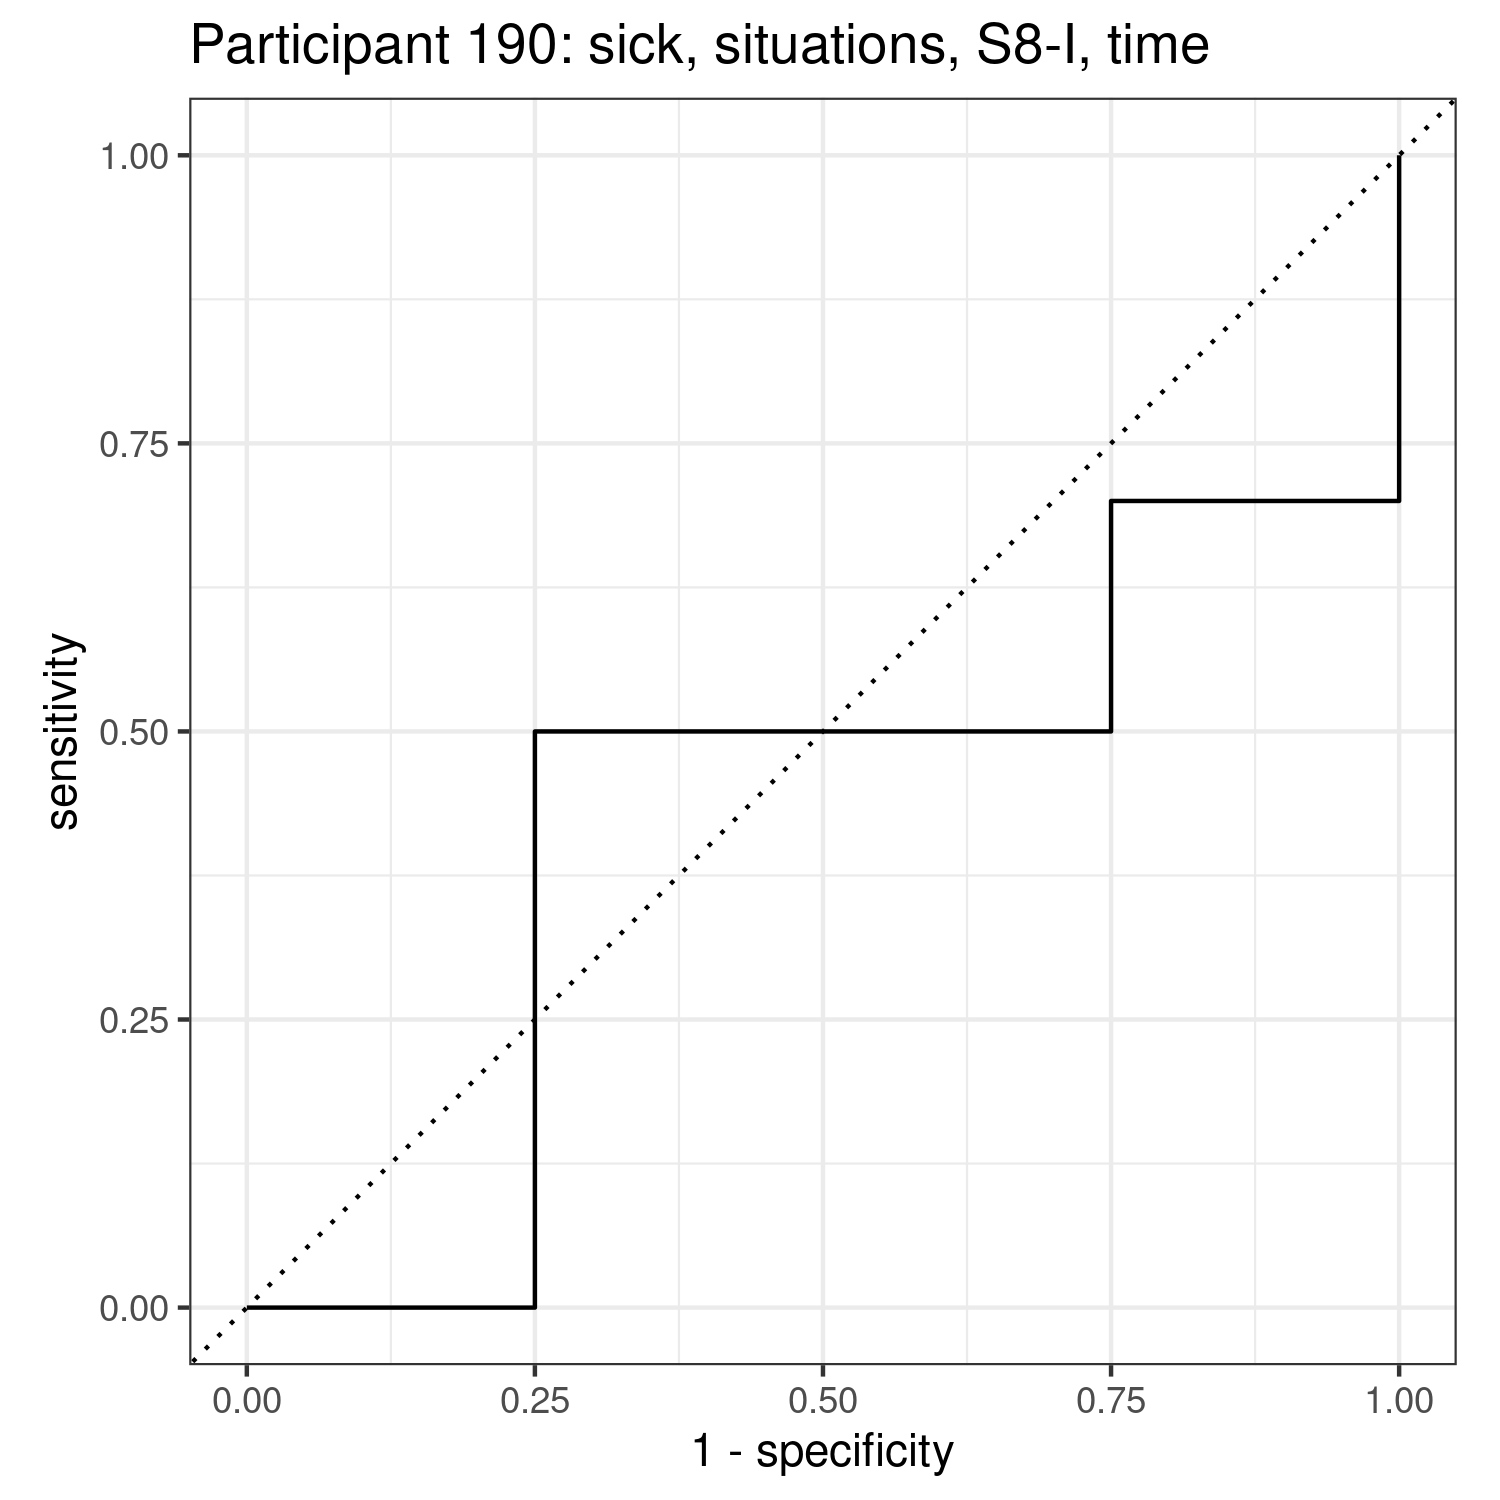 Participant 190: sick, situations, S8-I, time
1.00
0.75
0.50
0.25
0.00
sensitivity
0.00 0.25 0.50 0.75 1.00
1 - specificity